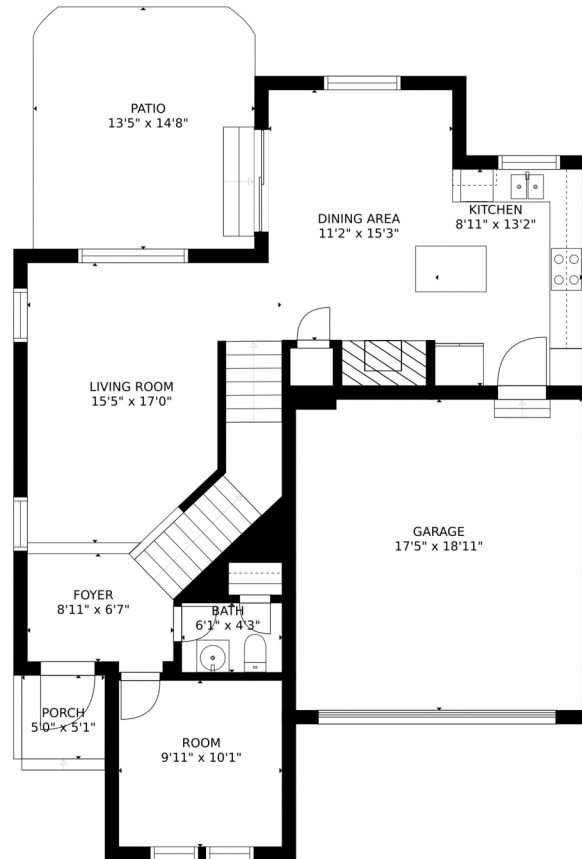 PATIO
13'5" x 14'8"
DINING AREA
11'2" x 15'3"
KITCHEN
8'11" x 13'2"
LIVING ROOM
15'5" x 17'0"
GARAGE
17'5" x 18'11"
FOYER
8'11" x 6'7"
BATH
6'1" x 4'3"
PORCH
5'0" x 5'1"
ROOM
9'11" x 10'1"